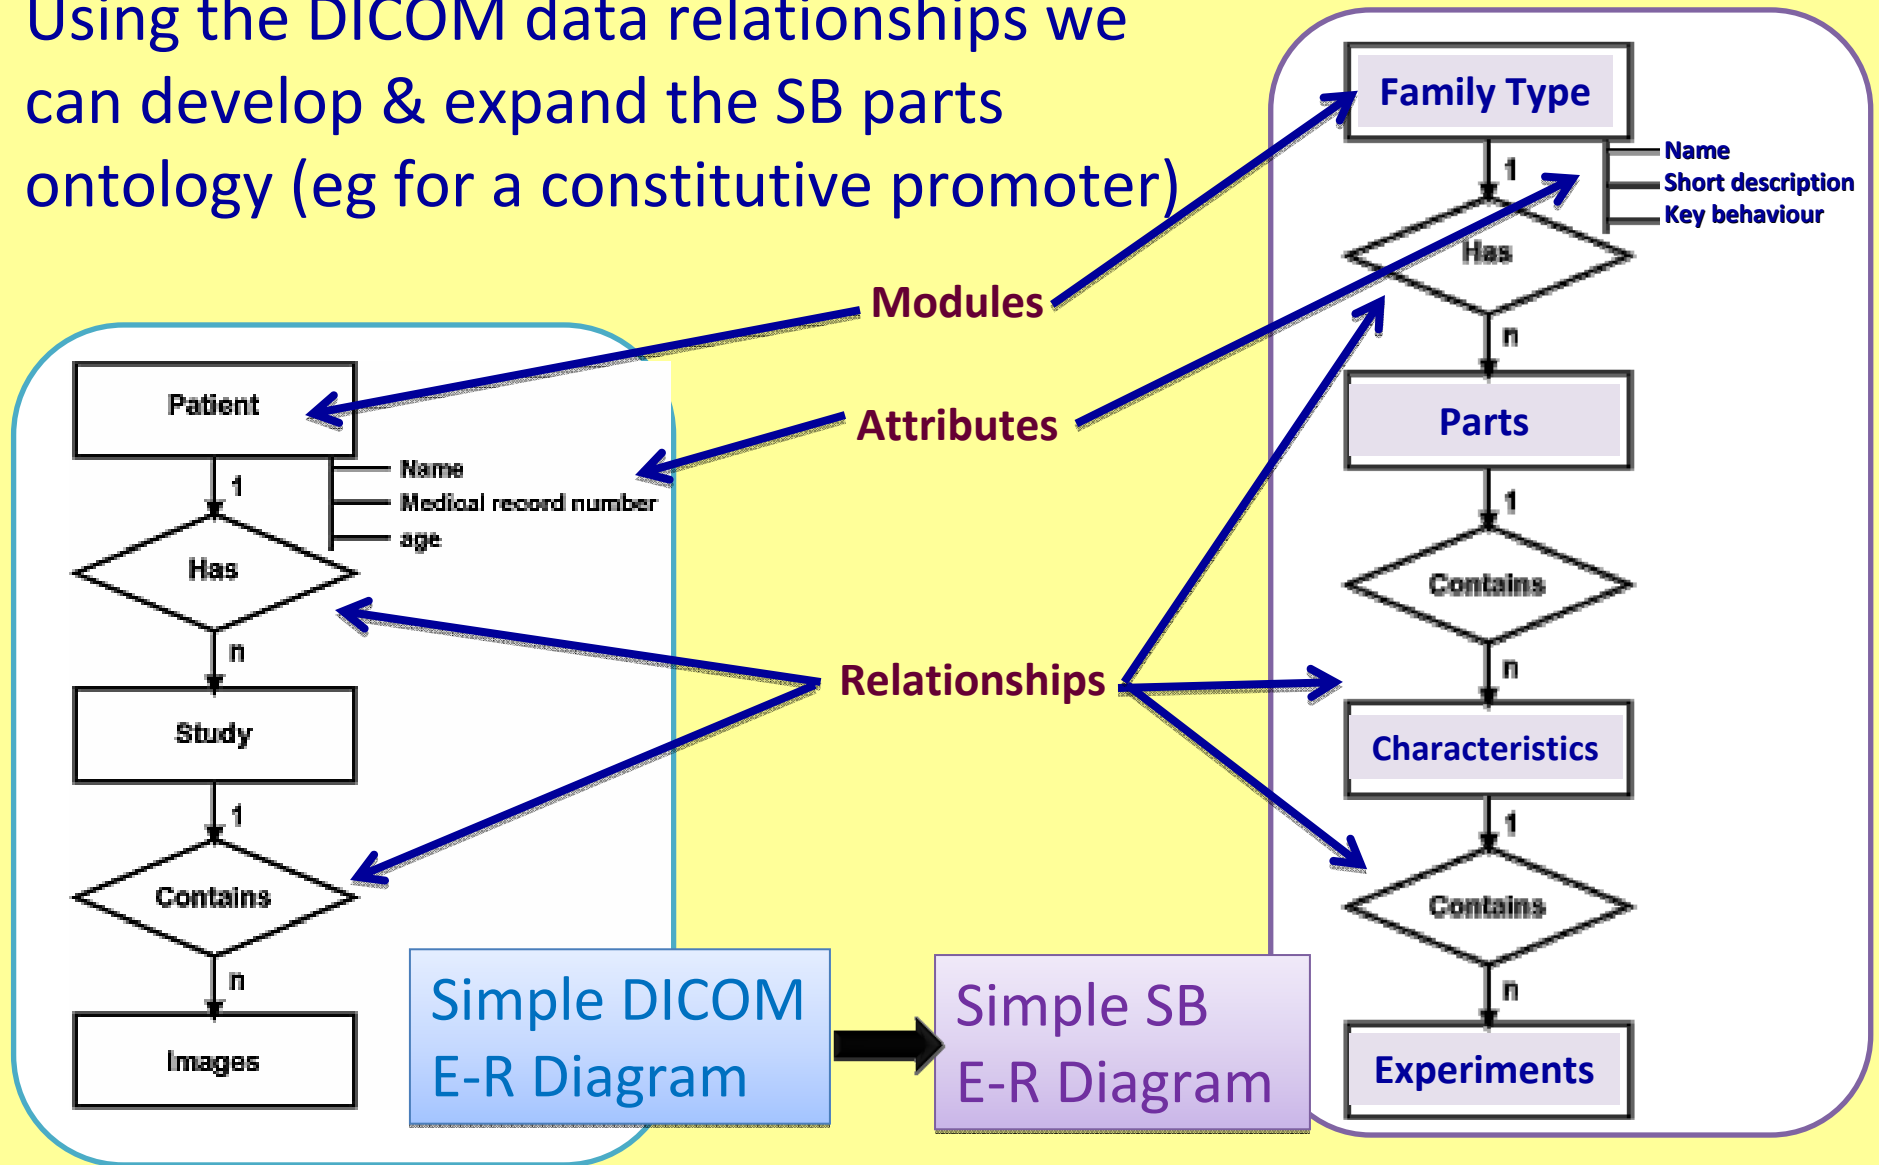 Using the DICOM data relationships we
can develop & expand the SB parts
ontology (eg for a constitutive promoter)
Modules
Attributes
Relationships
Patient
1
Name
Medical record number
age
Has
n
Study
1
Contains
n
Images
Simple DICOM
E-R Diagram
Simple SB
E-R Diagram
Family Type
1
Name
Short description
Key behaviour
Has
n
Parts
1
Contains
n
Characteristics
1
Contains
n
Experiments